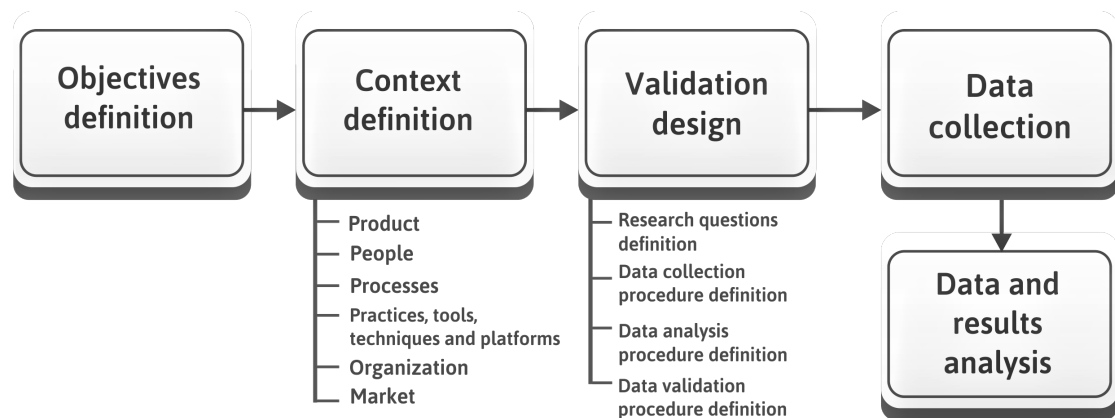 Objectives
definition
Context
definition
Validation
design
Data
collection
Product
People
Processes
Practices, tools,
techniques and platforms
Organization
Market
Research questions
definition
Data collection
procedure definition
Data analysis
procedure definition
Data validation
procedure definition
Data and
results
analysis